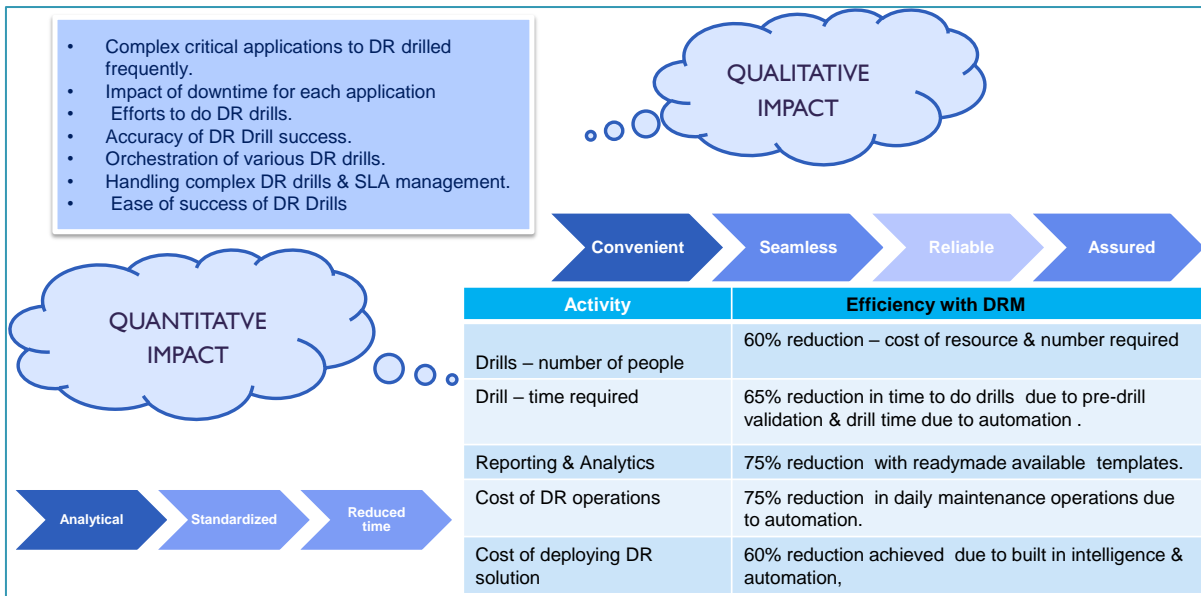 • Complex critical applications to DR drilled
frequently.
• Impact of downtime for each application
• Efforts to do DR drills.
• Accuracy of DR Drill success.
• Orchestration of various DR drills.
• Handling complex DR drills & SLA management.
• Ease of success of DR Drills
QUALITATIVE
IMPACT
Convenient
Seamless
Reliable
Assured
QUANTITATVE
IMPACT
Analytical
Standardized
Reduced
time
Activity
Efficiency with DRM
Drills – number of people
60% reduction – cost of resource & number required
Drill – time required
65% reduction in time to do drills due to pre-drill
validation & drill time due to automation .
Reporting & Analytics
75% reduction with readymade available templates.
Cost of DR operations
75% reduction in daily maintenance operations due
to automation.
Cost of deploying DR
solution
60% reduction achieved due to built in intelligence &
automation,